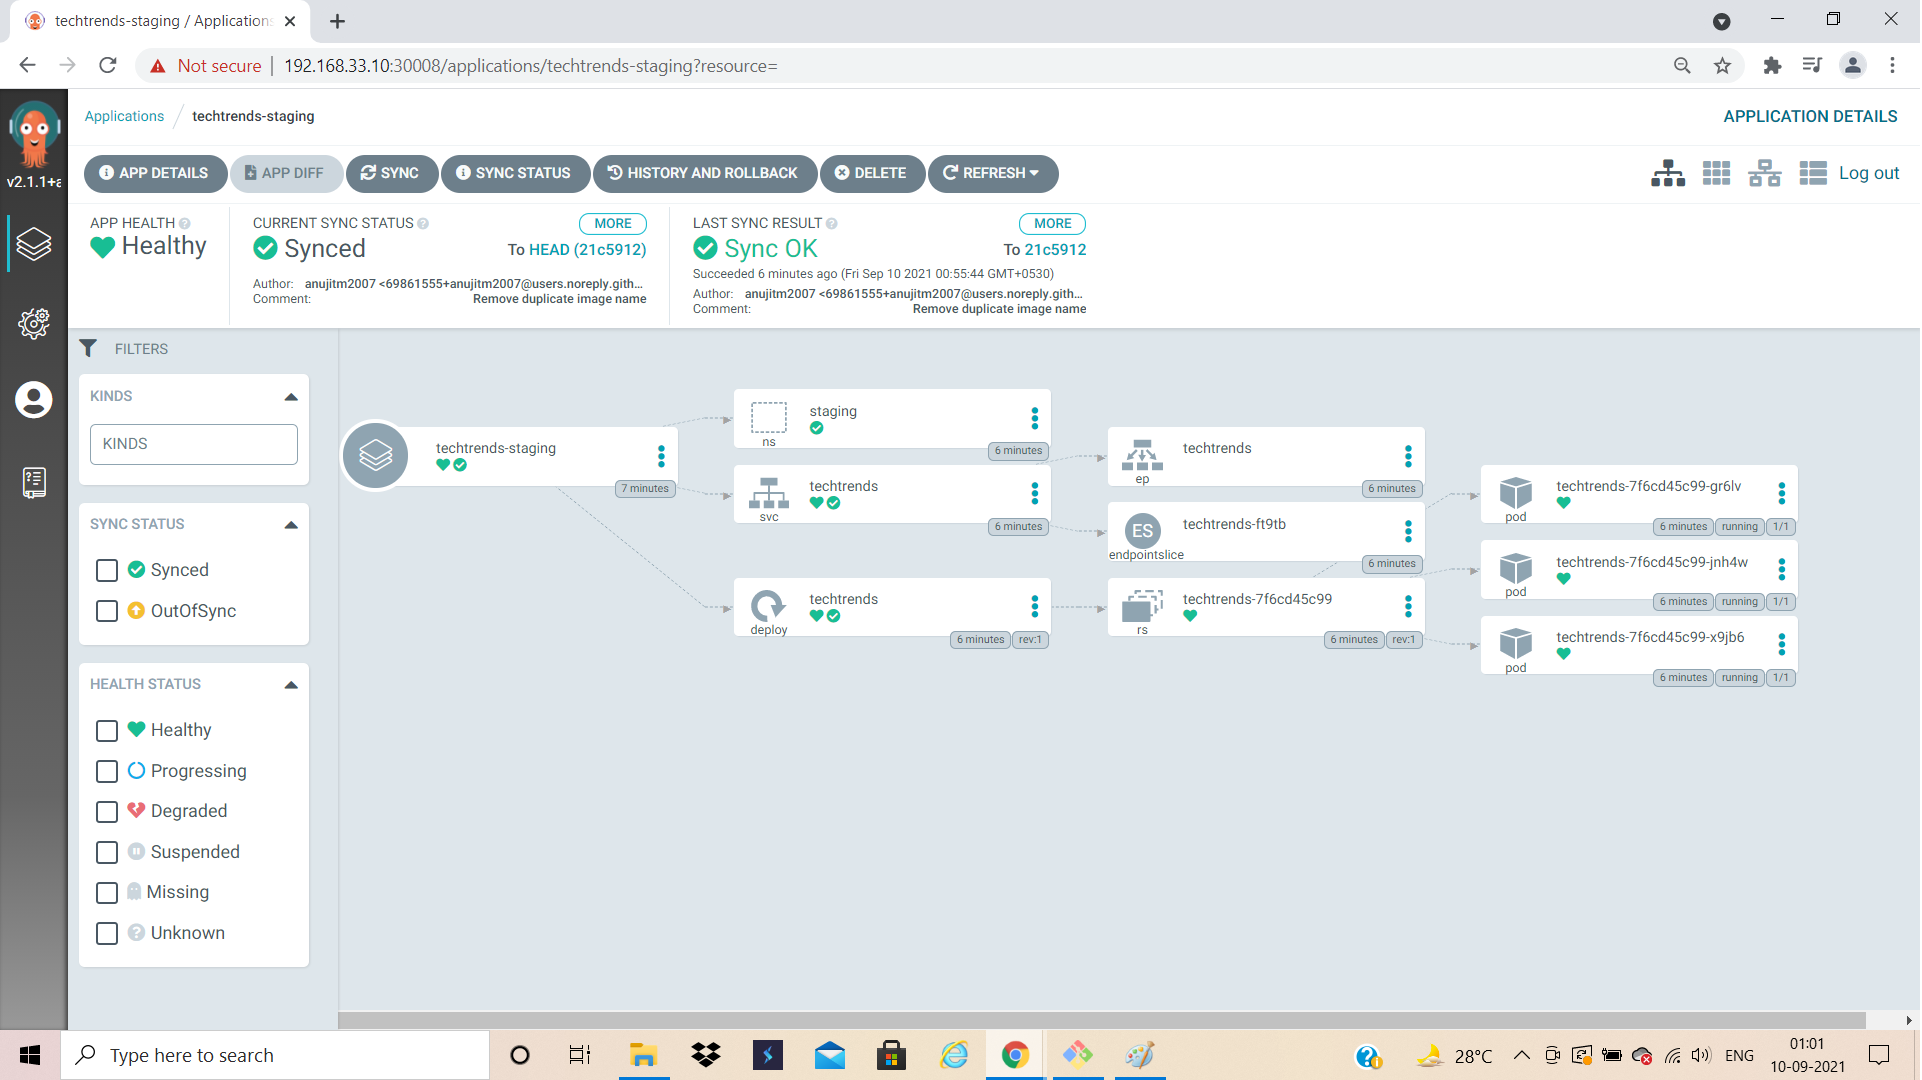 techtrends-staging / Applications
Not secure
192.168.33.10:30008/applications/techtrends-staging?resource=
v2.1.1+a
Applications / techtrends-staging
APPLICATION DETAILS
APP DETAILS
APP DIFF
SYNC
SYNC STATUS
HISTORY AND ROLLBACK
DELETE
REFRESH
Log out
APP HEALTH
Healthy
CURRENT SYNC STATUS
MORE
Synced
To HEAD (21c5912)
Author: anujitm2007 <69861555+anujitm2007@users.noreply.gith...
Comment: Remove duplicate image name
LAST SYNC RESULT
MORE
Sync OK
To 21c5912
Succeeded 6 minutes ago (Fri Sep 10 2021 00:55:44 GMT+0530)
Author: anujitm2007 <69861555+anujitm2007@users.noreply.gith...
Comment: Remove duplicate image name
FILTERS
KINDS
KINDS
SYNC STATUS
Synced
OutOfSync
HEALTH STATUS
Healthy
Progressing
Degraded
Suspended
Missing
Unknown
techtrends-staging
7 minutes
staging
ns
6 minutes
techtrends
svc
6 minutes
techtrends
deploy
6 minutes
rev:1
techtrends
ep
6 minutes
ES
techtrends-ft9tb
endpointslice
6 minutes
techtrends-7f6cd45c99
rs
6 minutes
rev:1
techtrends-7f6cd45c99-gr6lv
pod
6 minutes
running
1/1
techtrends-7f6cd45c99-jnh4w
pod
6 minutes
running
1/1
techtrends-7f6cd45c99-x9jb6
pod
6 minutes
running
1/1
Type here to search
28°C
ENG
01:01
10-09-2021